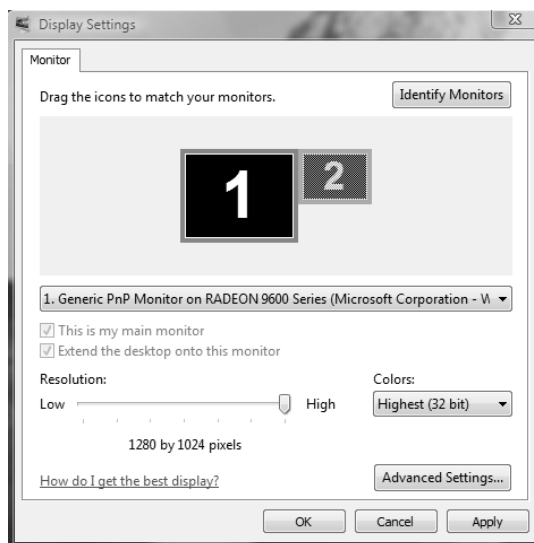 Display Settings
Monitor
Drag the icons to match your monitors.
Identify Monitors
1
2
1. Generic PnP Monitor on RADEON 9600 Series (Microsoft Corporation - W
This is my main monitor
Extend the desktop onto this monitor
Resolution:
Colors:
Low
High
Highest (32 bit)
1280 by 1024 pixels
How do I get the best display?
Advanced Settings...
OK
Cancel
Apply